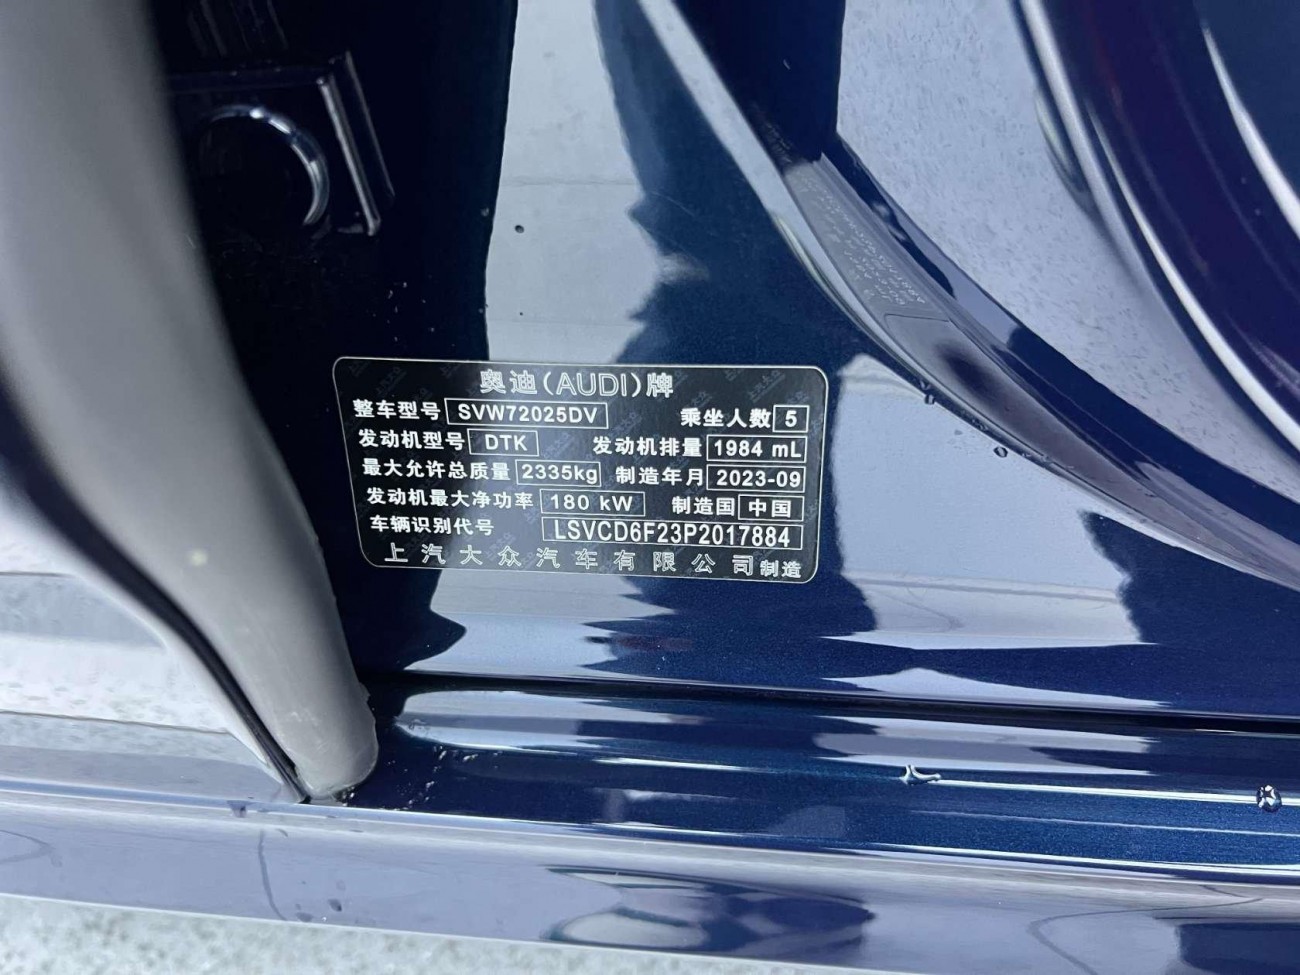 奥迪(AUDI)牌
整车型号 SVW72025DV 乘坐人数 5
发动机型号 DTK 发动机排量 1984 mL
最大允许总质量 2335kg 制造年月 2023-09
发动机最大净功率 180 kW 制造国 中国
车辆识别代号 LSVCD6F23P2017884
上汽大众汽车有限公司制造